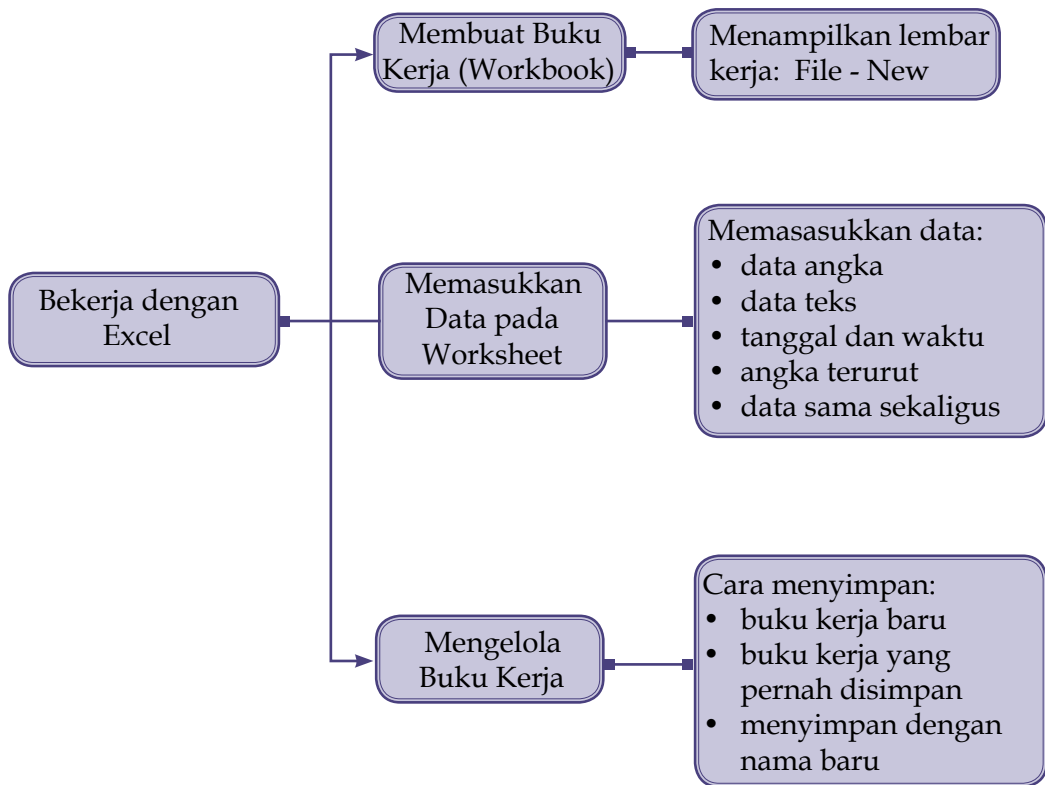 Membuat Buku
Kerja (Workbook)
Menampilkan lembar
kerja: File - New
Bekerja dengan
Excel
Memasukkan
Data pada
Worksheet
Memasasukkan data:
• data angka
• data teks
• tanggal dan waktu
• angka terurut
• data sama sekaligus
Mengelola
Buku Kerja
Cara menyimpan:
• buku kerja baru
• buku kerja yang
pernah disimpan
• menyimpan dengan
nama baru